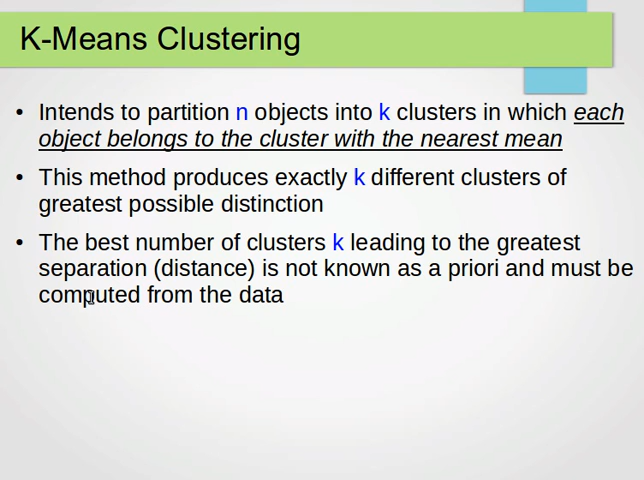 K-Means Clustering
• Intends to partition n objects into k clusters in which each
object belongs to the cluster with the nearest mean
• This method produces exactly k different clusters of
greatest possible distinction
• The best number of clusters k leading to the greatest
separation (distance) is not known as a priori and must be
computed from the data